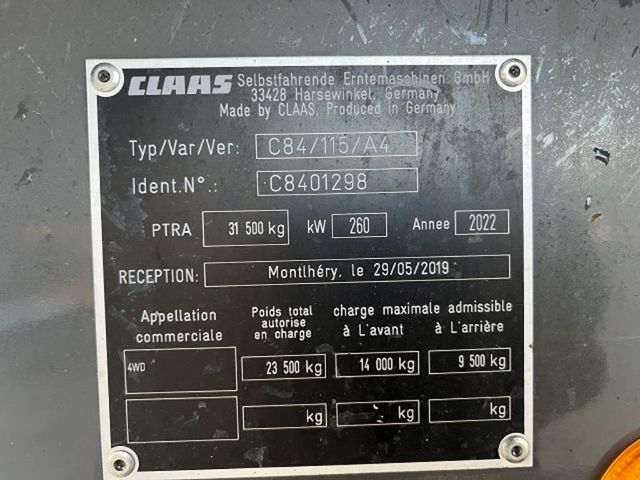 CLAAS Selbstfahrende Erntemaschinen GmbH
33428 Harsewinkel, Germany
Made by CLAAS, Produced in Germany
Typ/Var/Ver: C84/115/A4
Ident.N°.: C8401298
PTRA 31 500 kg kW 260 Annee 2022
RECEPTION: Montlhéry, le 29/05/2019
Appellation commerciale Poids total autorise en charge charge maximale admissible à L'avant à L'arrière
4WD 23 500 kg 14 000 kg 9 500 kg
kg kg kg